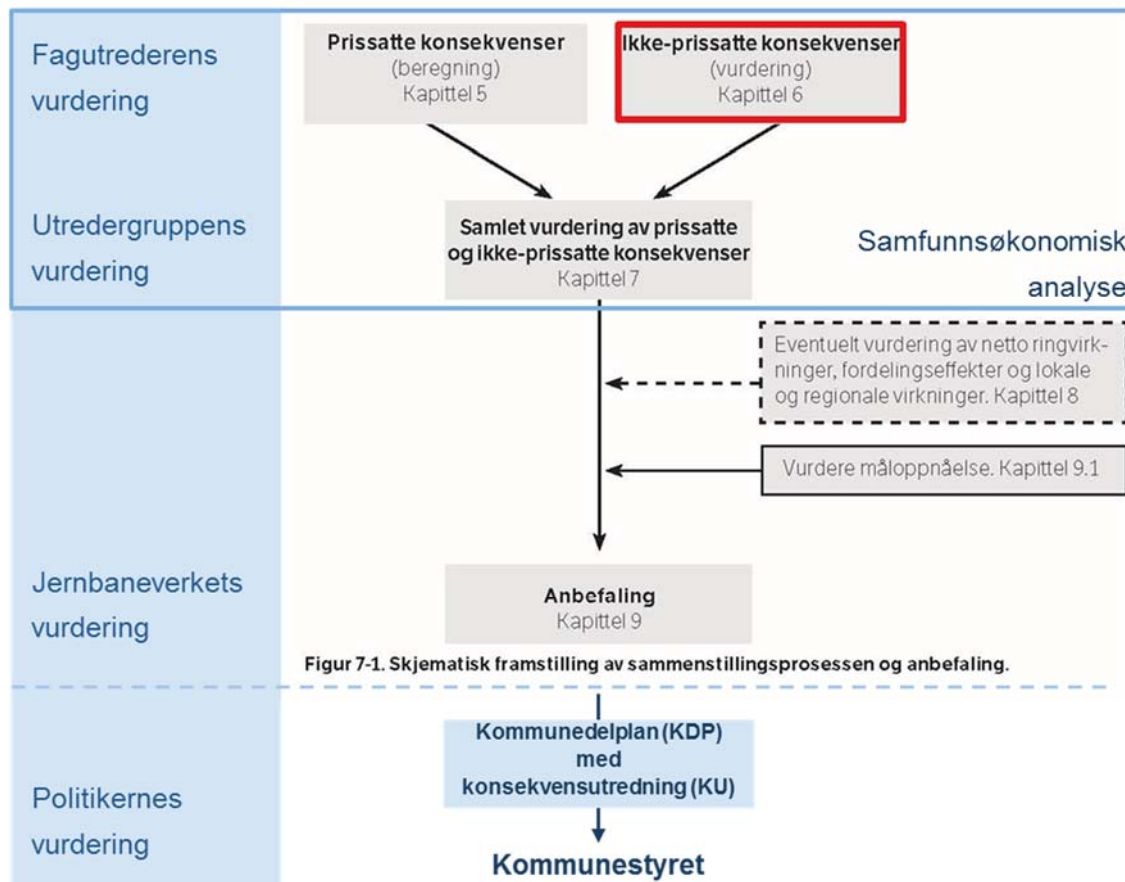 Fagutrederens
vurdering
Prissatte konsekvenser
(beregning)
Kapittel 5
Ikke-prissatte konsekvenser
(vurdering)
Kapittel 6
Utredergruppens
vurdering
Samlet vurdering av prissatte
og ikke-prissatte konsekvenser
Kapittel 7
Samfunnsøkonomisk
analyse
Eventuelt vurdering av netto ringvirk-
ninger, fordelingseffekter og lokale
og regionale virkninger. Kapittel 8
Vurdere måloppnåelse. Kapittel 9.1
Jernbaneverkets
vurdering
Anbefaling
Kapittel 9
Figur 7-1. Skjematisk framstilling av sammenstillingsprosessen og anbefaling.
Kommunedelplan (KDP)
med
konsekvensutredning (KU)
Politikernes
vurdering
Kommunestyret